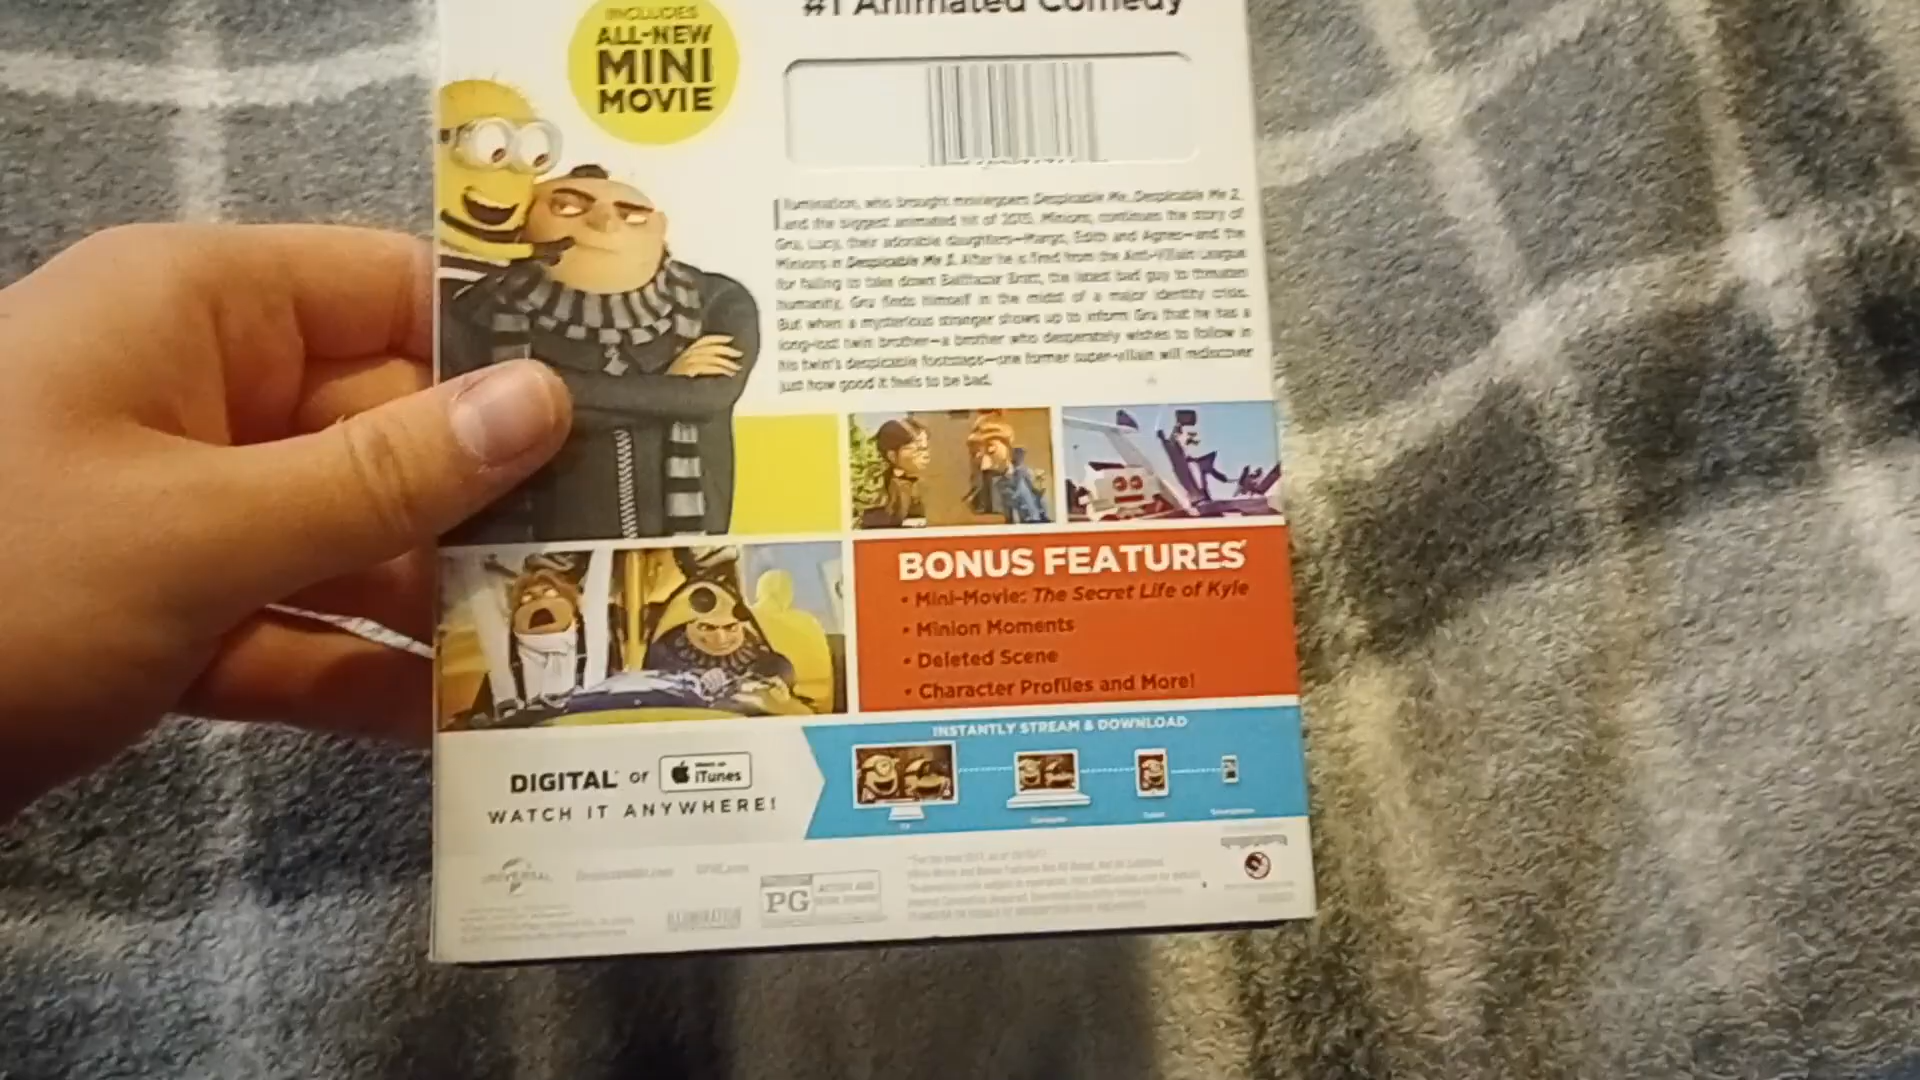 #1 Animated Comedy
INCLUDES
ALL-NEW
MINI
MOVIE
Illumination, who brought moviegoers Despicable Me, Despicable Me 2,
and the biggest animated hit of 2015, Minions, continues the story of
Gru, Lucy, their adorable daughters—Margo, Edith and Agnes—and the
Minions in Despicable Me 3. After he is fired from the Anti-Villain League
for failing to take down Balthazar Bratt, the latest bad guy to threaten
humanity, Gru finds himself in the midst of a major identity crisis.
But when a mysterious stranger shows up to inform Gru that he has a
long-lost twin brother—a brother who desperately wishes to follow in
his twin's despicable footsteps—one former super-villain will rediscover
just how good it feels to be bad.
BONUS FEATURES*
• Mini-Movie: The Secret Life of Kyle
• Minion Moments
• Deleted Scene
• Character Profiles and More!
INSTANTLY STREAM & DOWNLOAD
DIGITAL or iTunes
WATCH IT ANYWHERE!
TV Computer Tablet Smartphone
UNIVERSAL
ILLUMINATION
PG